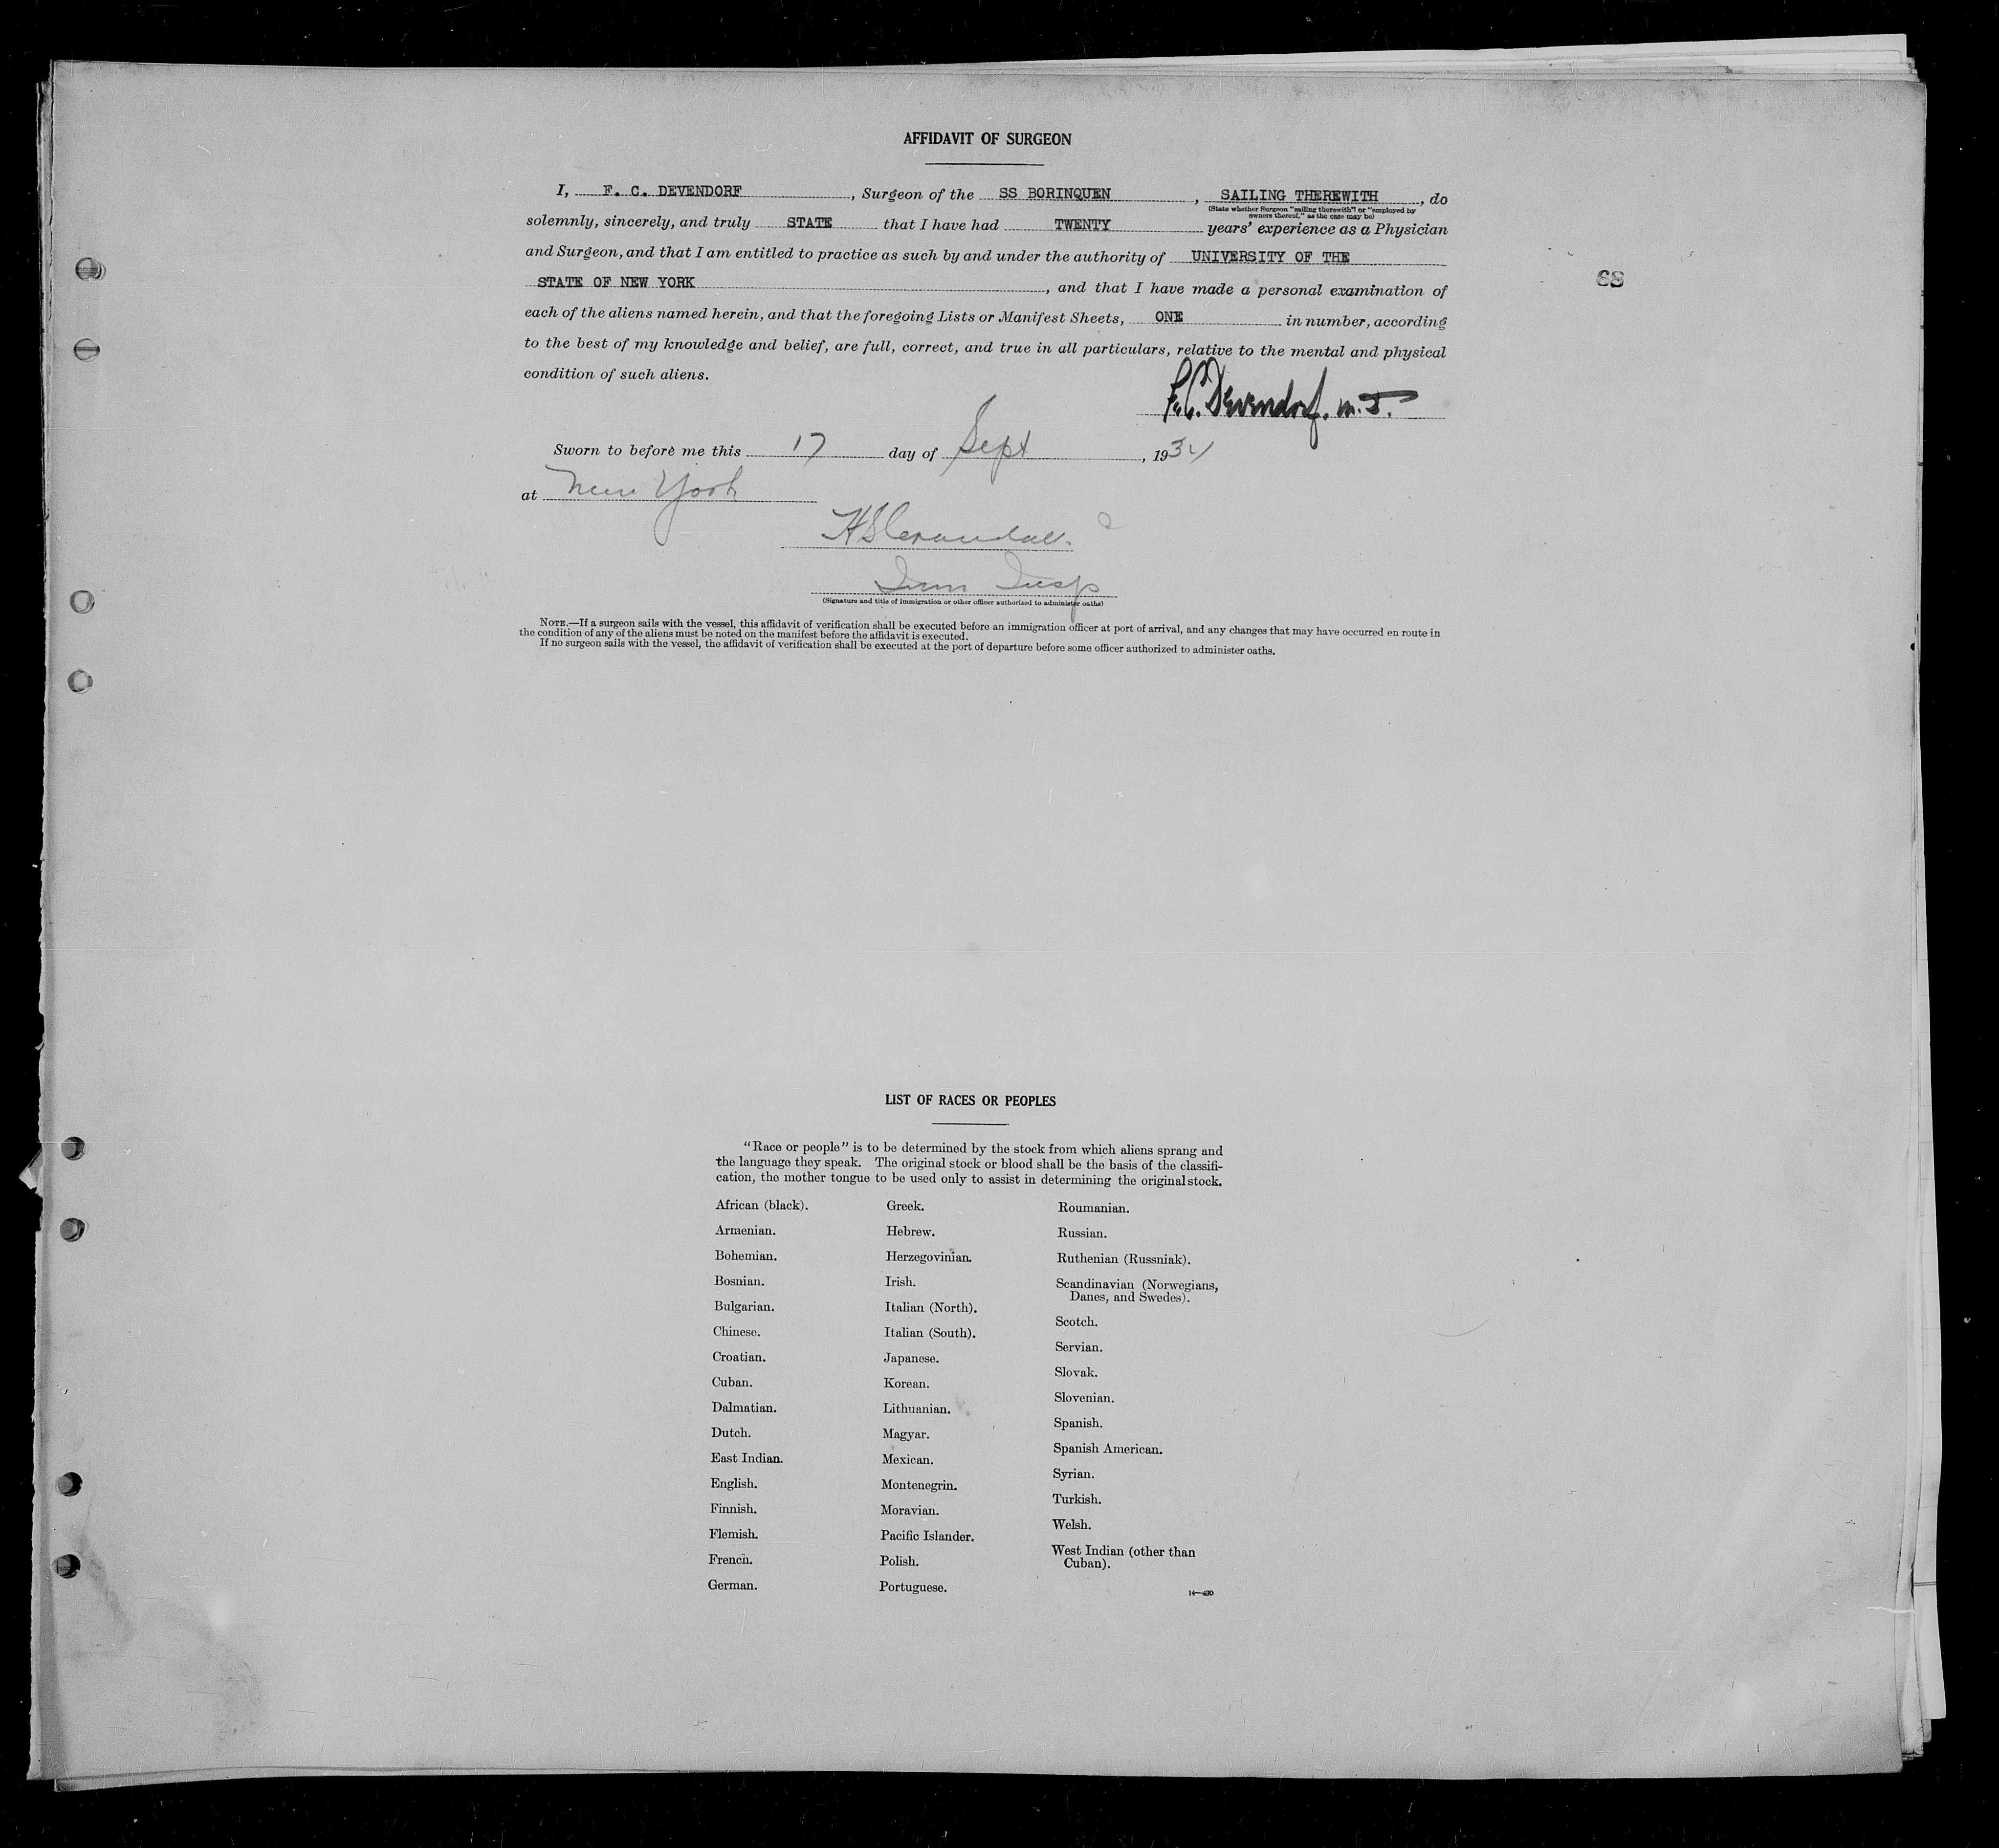 AFFIDAVIT OF SURGEON
I, F. C. DEVENDORF, Surgeon of the SS BORINQUEN, SAILING THEREWITH, do
(State whether Surgeon "sailing therewith" or "employed by
owners thereof," as the case may be)
solemnly, sincerely, and truly STATE that I have had TWENTY years' experience as a Physician
and Surgeon, and that I am entitled to practice as such by and under the authority of UNIVERSITY OF THE
STATE OF NEW YORK, and that I have made a personal examination of
each of the aliens named herein, and that the foregoing Lists or Manifest Sheets, ONE in number, according
to the best of my knowledge and belief, are full, correct, and true in all particulars, relative to the mental and physical
condition of such aliens.
F. C. Devendorf. M.D.
Sworn to before me this 17 day of Sept, 193
at New York
Imm Insp
(Signature and title of immigration or other officer authorized to administer oaths)
NOTE.—If a surgeon sails with the vessel, this affidavit of verification shall be executed before an immigration officer at port of arrival, and any changes that may have occurred en route in
the condition of any of the aliens must be noted on the manifest before the affidavit is executed.
If no surgeon sails with the vessel, the affidavit of verification shall be executed at the port of departure before some officer authorized to administer oaths.
LIST OF RACES OR PEOPLES
"Race or people" is to be determined by the stock from which aliens sprang and
the language they speak. The original stock or blood shall be the basis of the classifi-
cation, the mother tongue to be used only to assist in determining the original stock.
African (black).
Armenian.
Bohemian.
Bosnian.
Bulgarian.
Chinese.
Croatian.
Cuban.
Dalmatian.
Dutch.
East Indian.
English.
Finnish.
Flemish.
French.
German.
Greek.
Hebrew.
Herzegovinian.
Irish.
Italian (North).
Italian (South).
Japanese.
Korean.
Lithuanian.
Magyar.
Mexican.
Montenegrin.
Moravian.
Pacific Islander.
Polish.
Portuguese.
Roumanian.
Russian.
Ruthenian (Russniak).
Scandinavian (Norwegians,
Danes, and Swedes).
Scotch.
Servian.
Slovak.
Slovenian.
Spanish.
Spanish American.
Syrian.
Turkish.
Welsh.
West Indian (other than
Cuban).